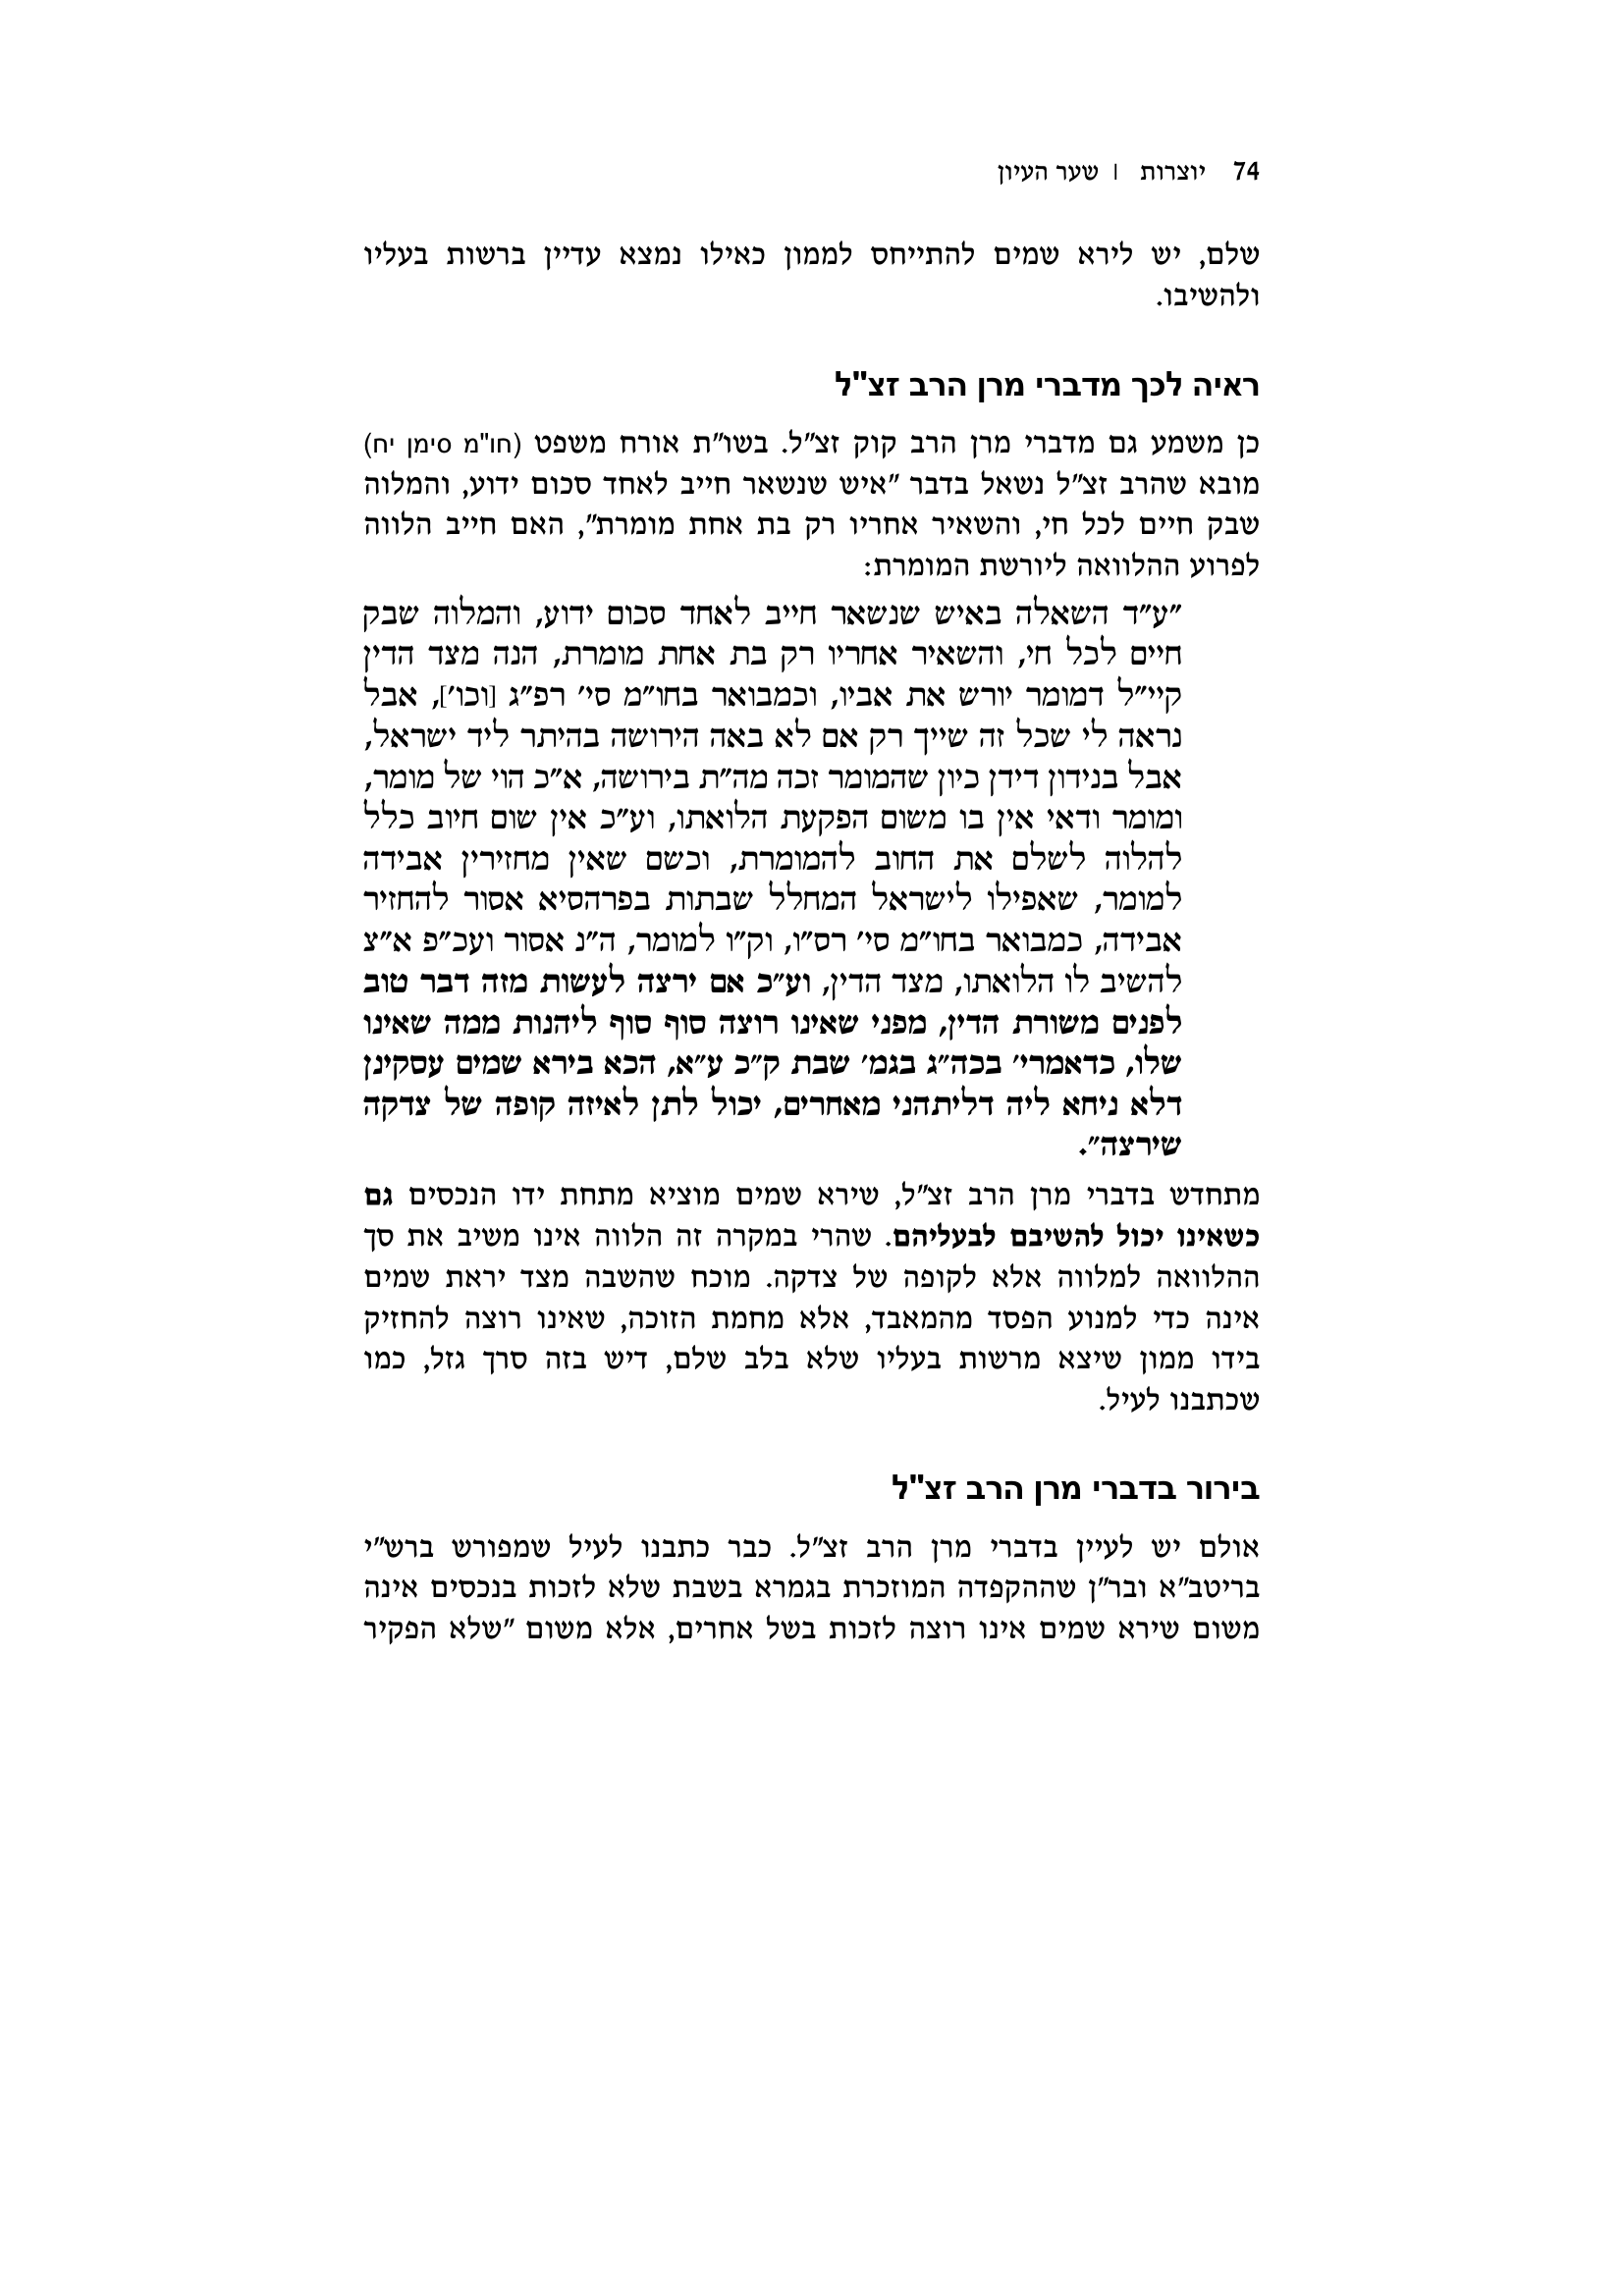 74 יוצרות | שער העיון
שלם, יש לירא שמים להתייחס לממון כאילו נמצא עדיין ברשות בעליו
ולהשיבו.
ראיה לכך מדברי מרן הרב זצ"ל
כן משמע גם מדברי מרן הרב קוק זצ״ל. בשו״ת אורח משפט (חו"מ סימן יח)
מובא שהרב זצ״ל נשאל בדבר ״איש שנשאר חייב לאחד סכום ידוע, והמלוה
שבק חיים לכל חי, והשאיר אחריו רק בת אחת מומרת״, האם חייב הלווה
לפרוע ההלוואה ליורשת המומרת:
״ע״ד השאלה באיש שנשאר חייב לאחד סכום ידוע, והמלוה שבק
חיים לכל חי, והשאיר אחריו רק בת אחת מומרת, הנה מצד הדין
קיי״ל דמומר יורש את אביו, וכמבואר בחו״מ סי׳ רפ״ג [וכו׳], אבל
נראה לי שכל זה שייך רק אם לא באה הירושה בהיתר ליד ישראל,
אבל בנידון דידן כיון שהמומר זכה מה״ת בירושה, א״כ הוי של מומר,
ומומר ודאי אין בו משום הפקעת הלואתו, וע״כ אין שום חיוב כלל
להלוה לשלם את החוב להמומרת, וכשם שאין מחזירין אבידה
למומר, שאפילו לישראל המחלל שבתות בפרהסיא אסור להחזיר
אבידה, כמבואר בחו״מ סי׳ רס״ו, וק״ו למומר, ה״נ אסור ועכ״פ א״צ
להשיב לו הלואתו, מצד הדין, וע״כ אם ירצה לעשות מזה דבר טוב
לפנים משורת הדין, מפני שאינו רוצה סוף סוף ליהנות ממה שאינו
שלו, כדאמרי׳ בכה״ג בגמ׳ שבת ק״כ ע״א, הכא בירא שמים עסקינן
דלא ניחא ליה דליתהני מאחרים, יכול לתן לאיזה קופה של צדקה
שירצה״.
מתחדש בדברי מרן הרב זצ״ל, שירא שמים מוציא מתחת ידו הנכסים גם
כשאינו יכול להשיבם לבעליהם. שהרי במקרה זה הלווה אינו משיב את סך
ההלוואה למלווה אלא לקופה של צדקה. מוכח שהשבה מצד יראת שמים
אינה כדי למנוע הפסד מהמאבד, אלא מחמת הזוכה, שאינו רוצה להחזיק
בידו ממון שיצא מרשות בעליו שלא בלב שלם, דיש בזה סרך גזל, כמו
שכתבנו לעיל.
בירור בדברי מרן הרב זצ"ל
אולם יש לעיין בדברי מרן הרב זצ״ל. כבר כתבנו לעיל שמפורש ברש״י
בריטב״א ובר״ן שההקפדה המוזכרת בגמרא בשבת שלא לזכות בנכסים אינה
משום שירא שמים אינו רוצה לזכות בשל אחרים, אלא משום ״שלא הפקיר